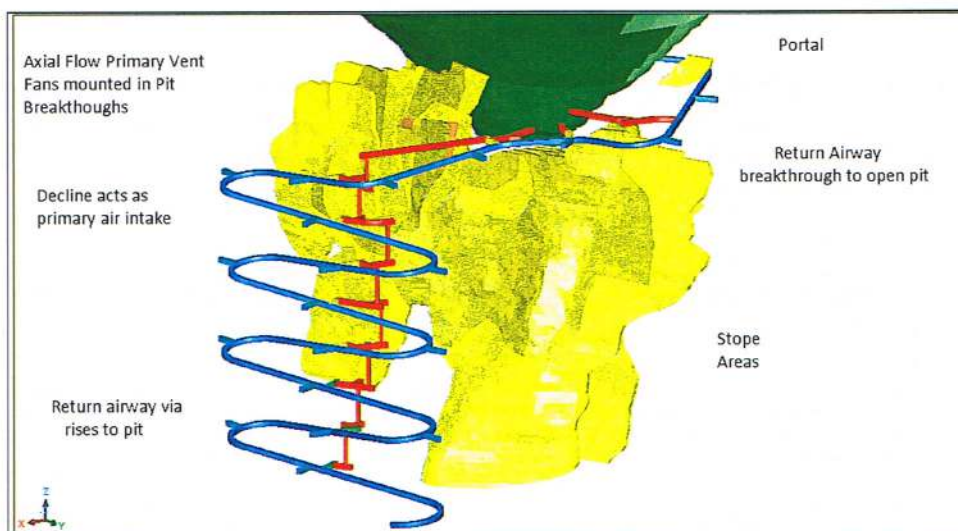 Axial Flow Primary Vent
Fans mounted in Pit
Breakthoughs
Portal
Decline acts as
primary air intake
Return Airway
breakthrough to open pit
Stope
Areas
Return airway via
rises to pit
Z
X
Y